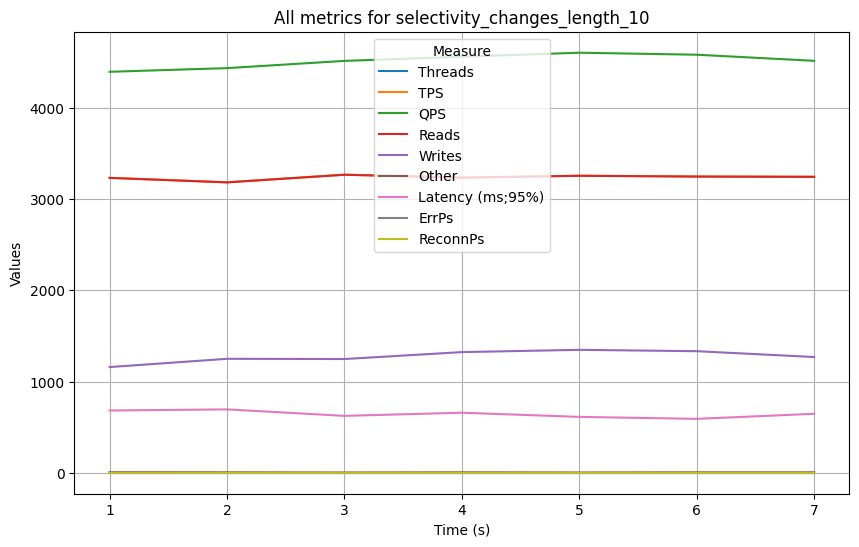 All metrics for selectivity_changes_length_10
Measure
Threads
TPS
QPS
Reads
Writes
Other
Latency (ms;95%)
ErrPs
ReconnPs
Values
4000
3000
2000
1000
0
1 2 3 4 5 6 7
Time (s)